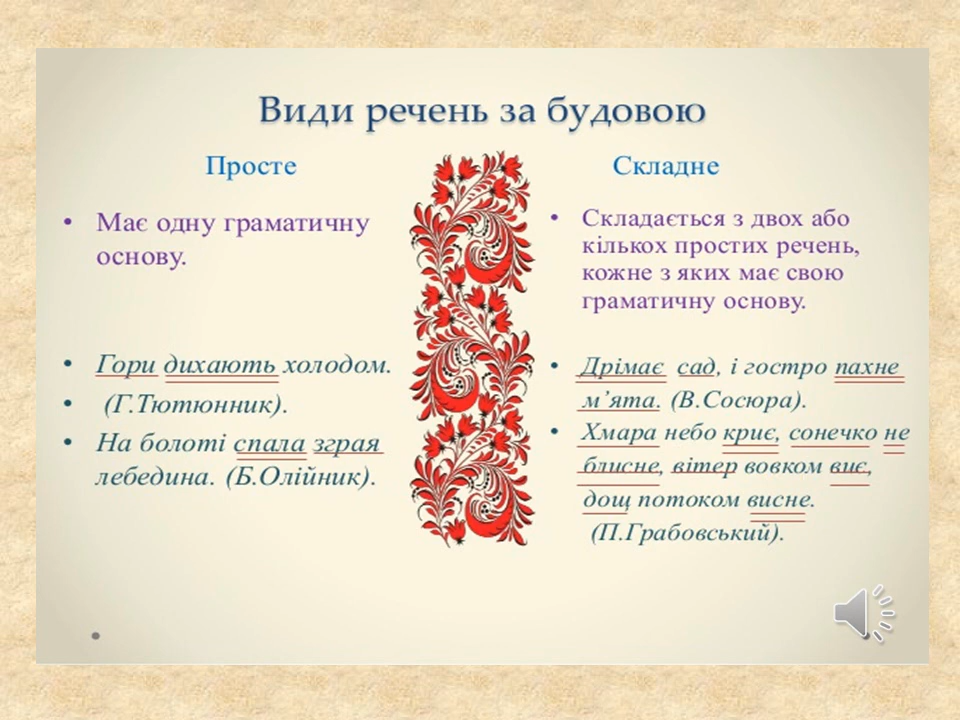 Види речень за будовою
Просте
• Має одну граматичну
основу.
• Гори дихають холодом.
• (Г.Тютюнник).
• На болоті спала зграя
лебедина. (Б.Олійник).
Складне
• Складається з двох або
кількох простих речень,
кожне з яких має свою
граматичну основу.
• Дрімає сад, і гостро пахне
м’ята. (В.Сосюра).
• Хмара небо криє, сонечко не
блисне, вітер вовком виє,
дощ потоком висне.
(П.Грабовський).